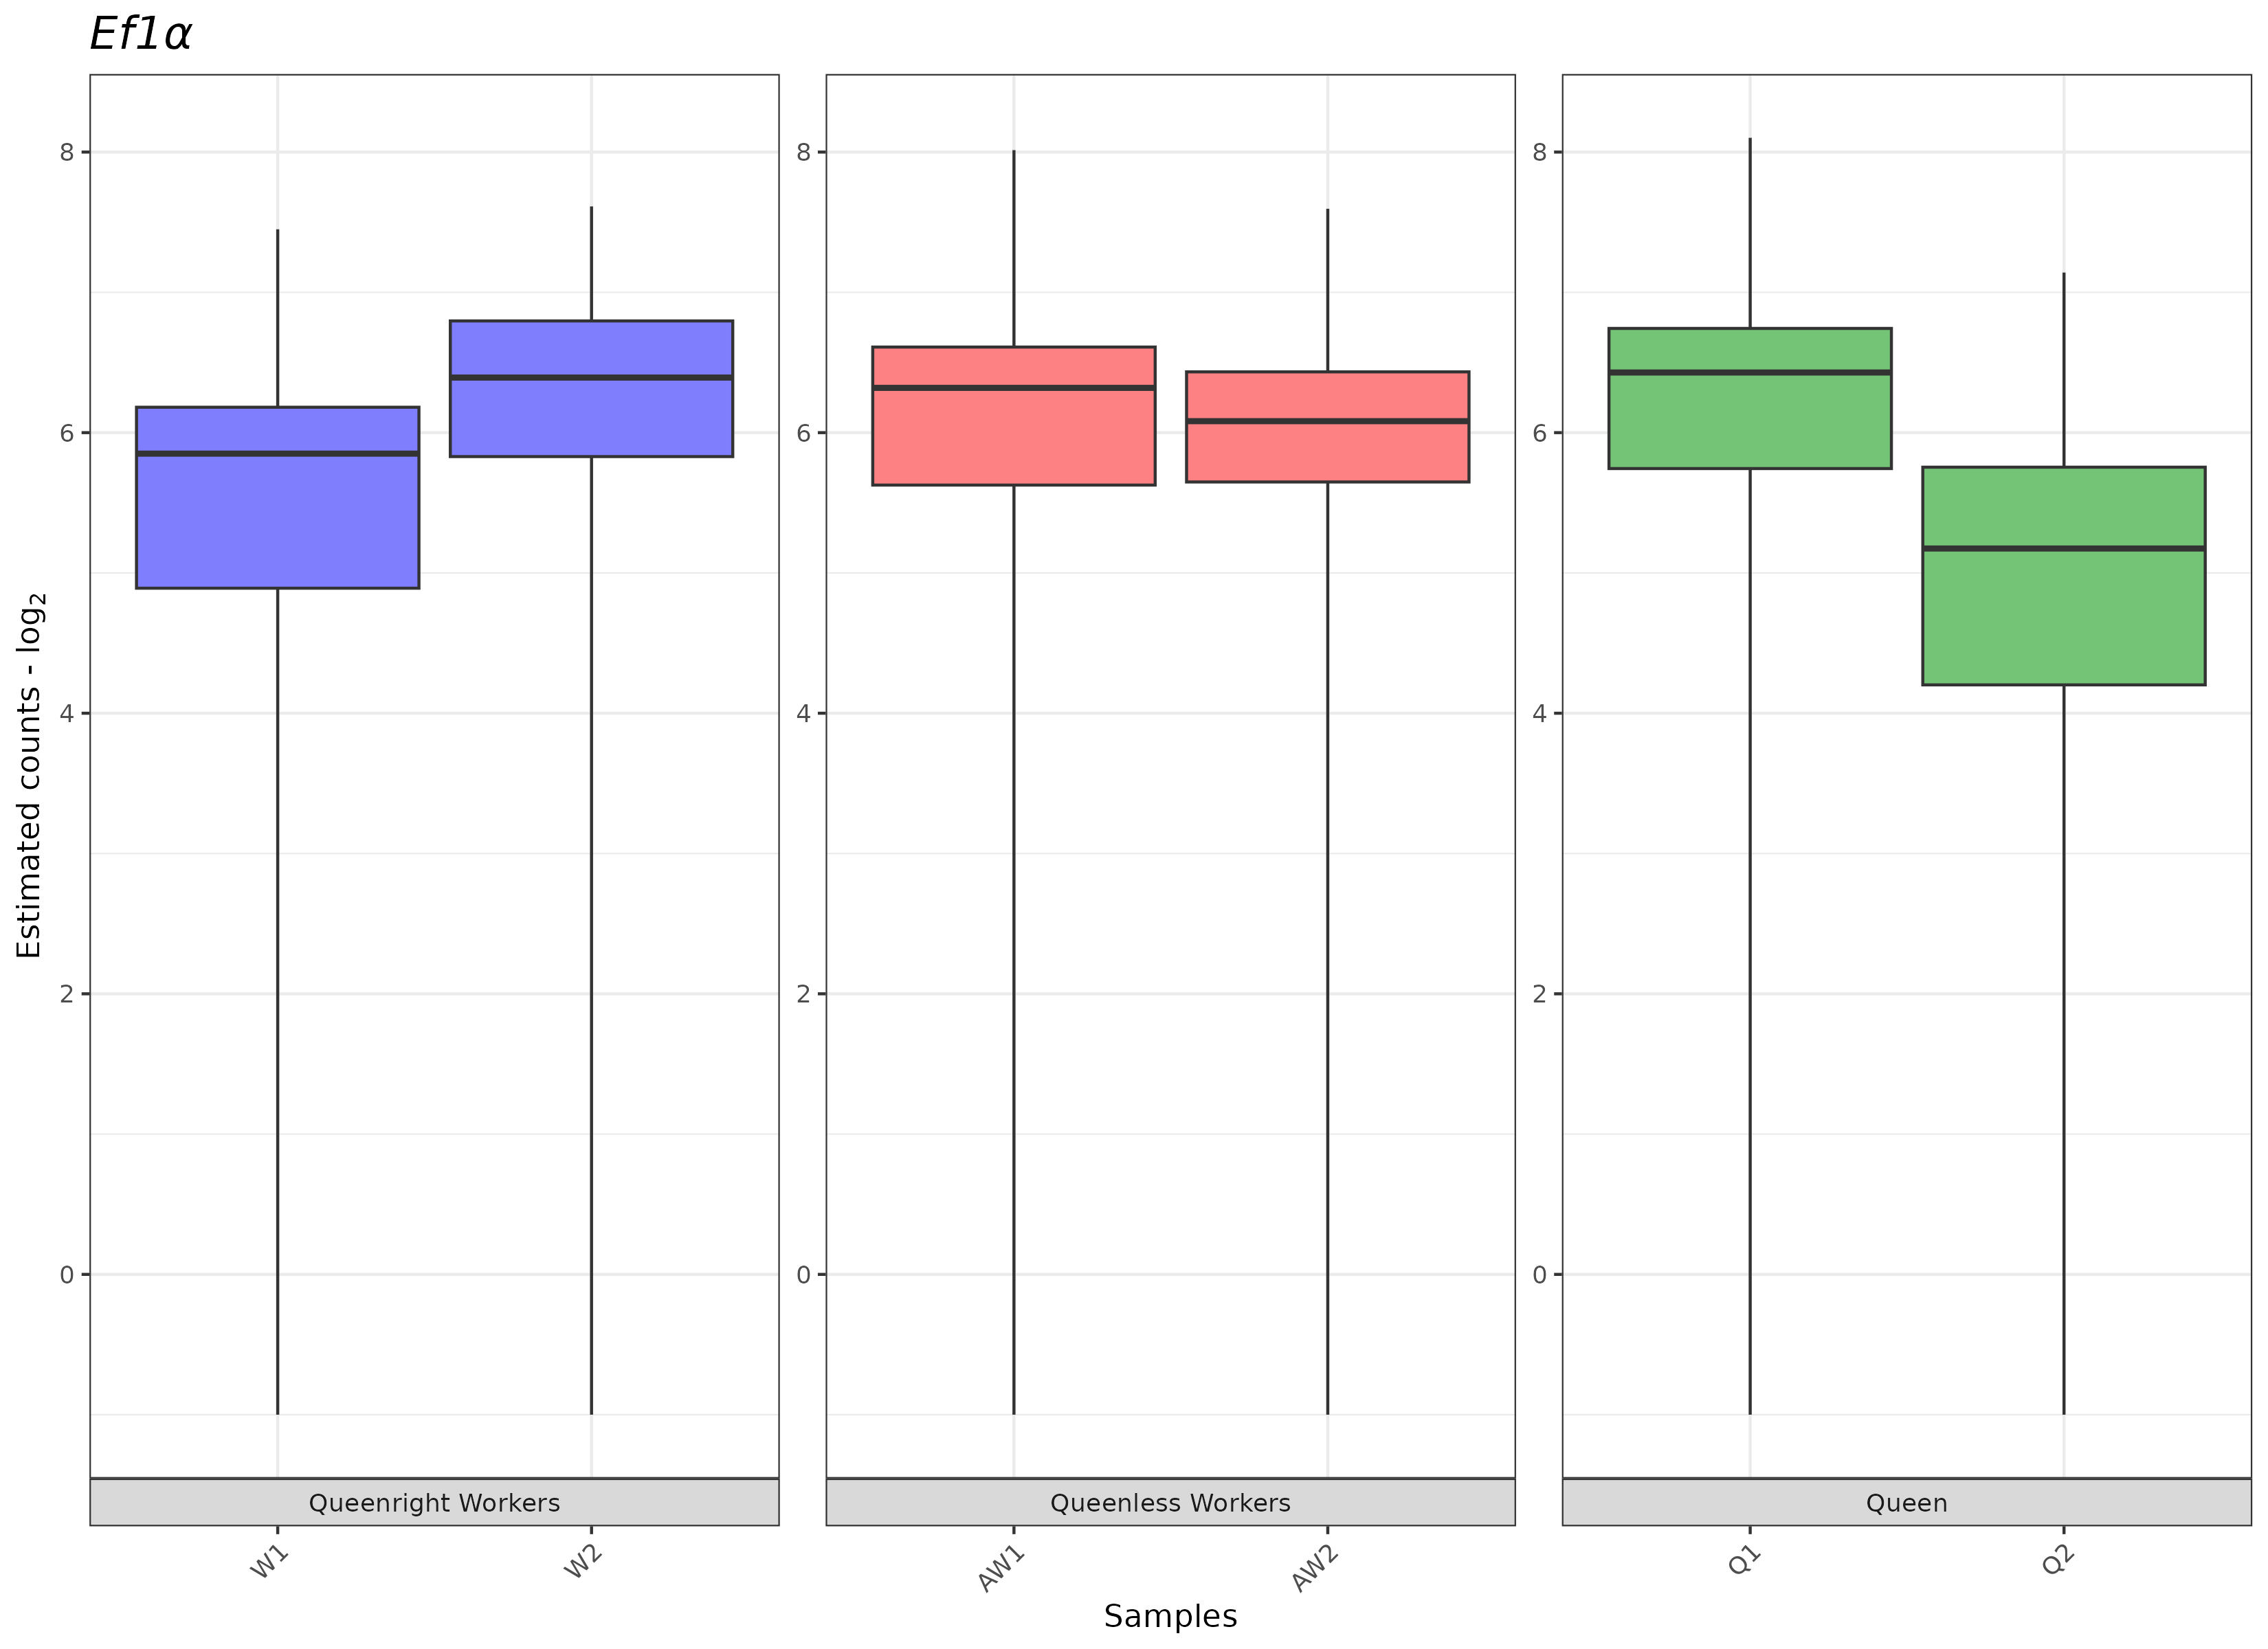 Ef1α
Estimated counts - log₂
8
6
4
2
0
8
6
4
2
0
8
6
4
2
0
Queenright Workers
Queenless Workers
Queen
W1
W2
AW1
AW2
Q1
Q2
Samples